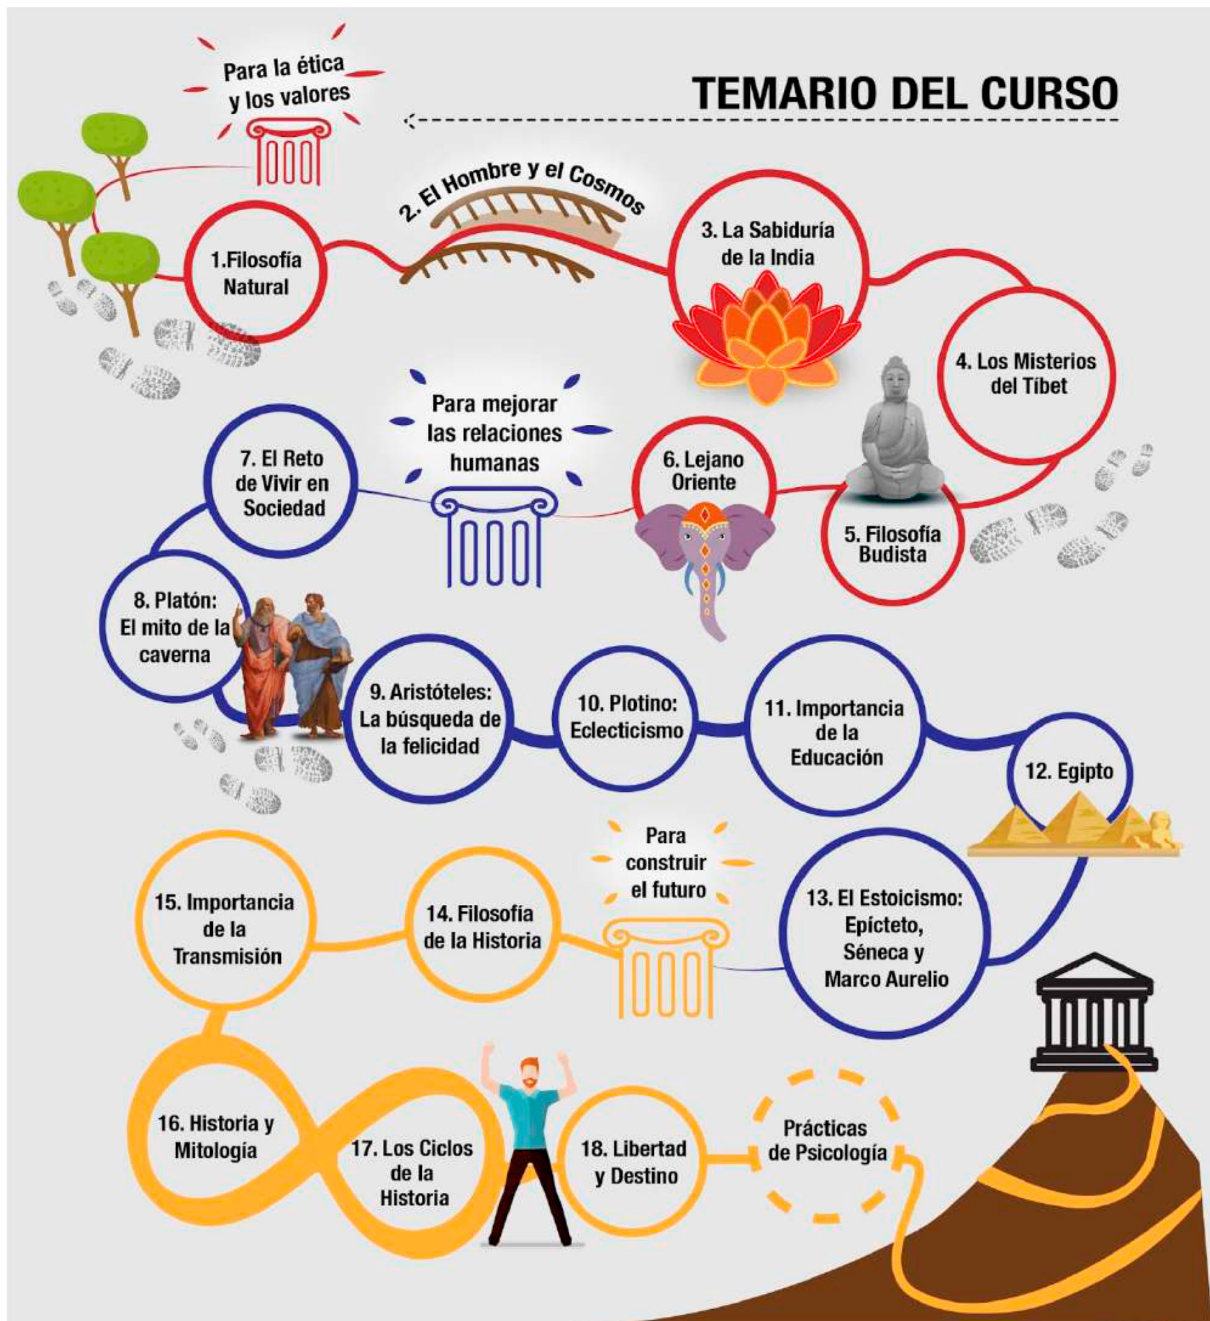 TEMARIO DEL CURSO
Para la ética
y los valores
1.Filosofía
Natural
2. El Hombre y el Cosmos
3. La Sabiduría
de la India
4. Los Misterios
del Tíbet
5. Filosofía
Budista
6. Lejano
Oriente
Para mejorar
las relaciones
humanas
7. El Reto
de Vivir en
Sociedad
8. Platón:
El mito de la
caverna
9. Aristóteles:
La búsqueda de
la felicidad
10. Plotino:
Eclecticismo
11. Importancia
de la
Educación
12. Egipto
13. El Estoicismo:
Epícteto,
Séneca y
Marco Aurelio
Para
construir
el futuro
14. Filosofía
de la Historia
15. Importancia
de la
Transmisión
16. Historia y
Mitología
17. Los Ciclos
de la
Historia
18. Libertad
y Destino
Prácticas
de Psicología